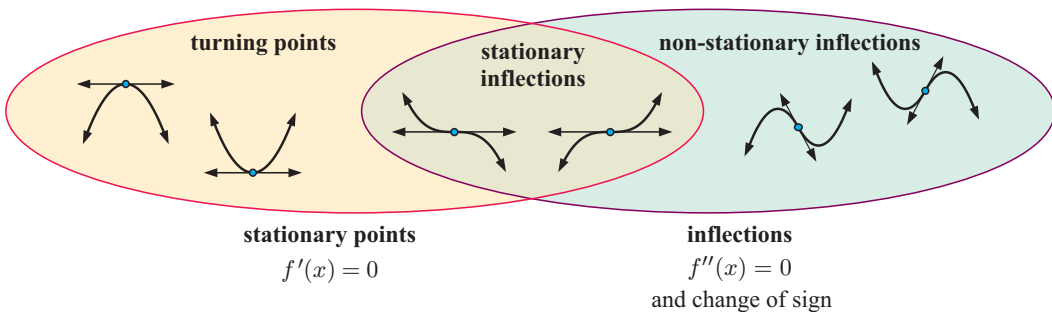 turning points
stationary
inflections
non-stationary inflections
stationary points
f′(x) = 0
inflections
f″(x) = 0
and change of sign